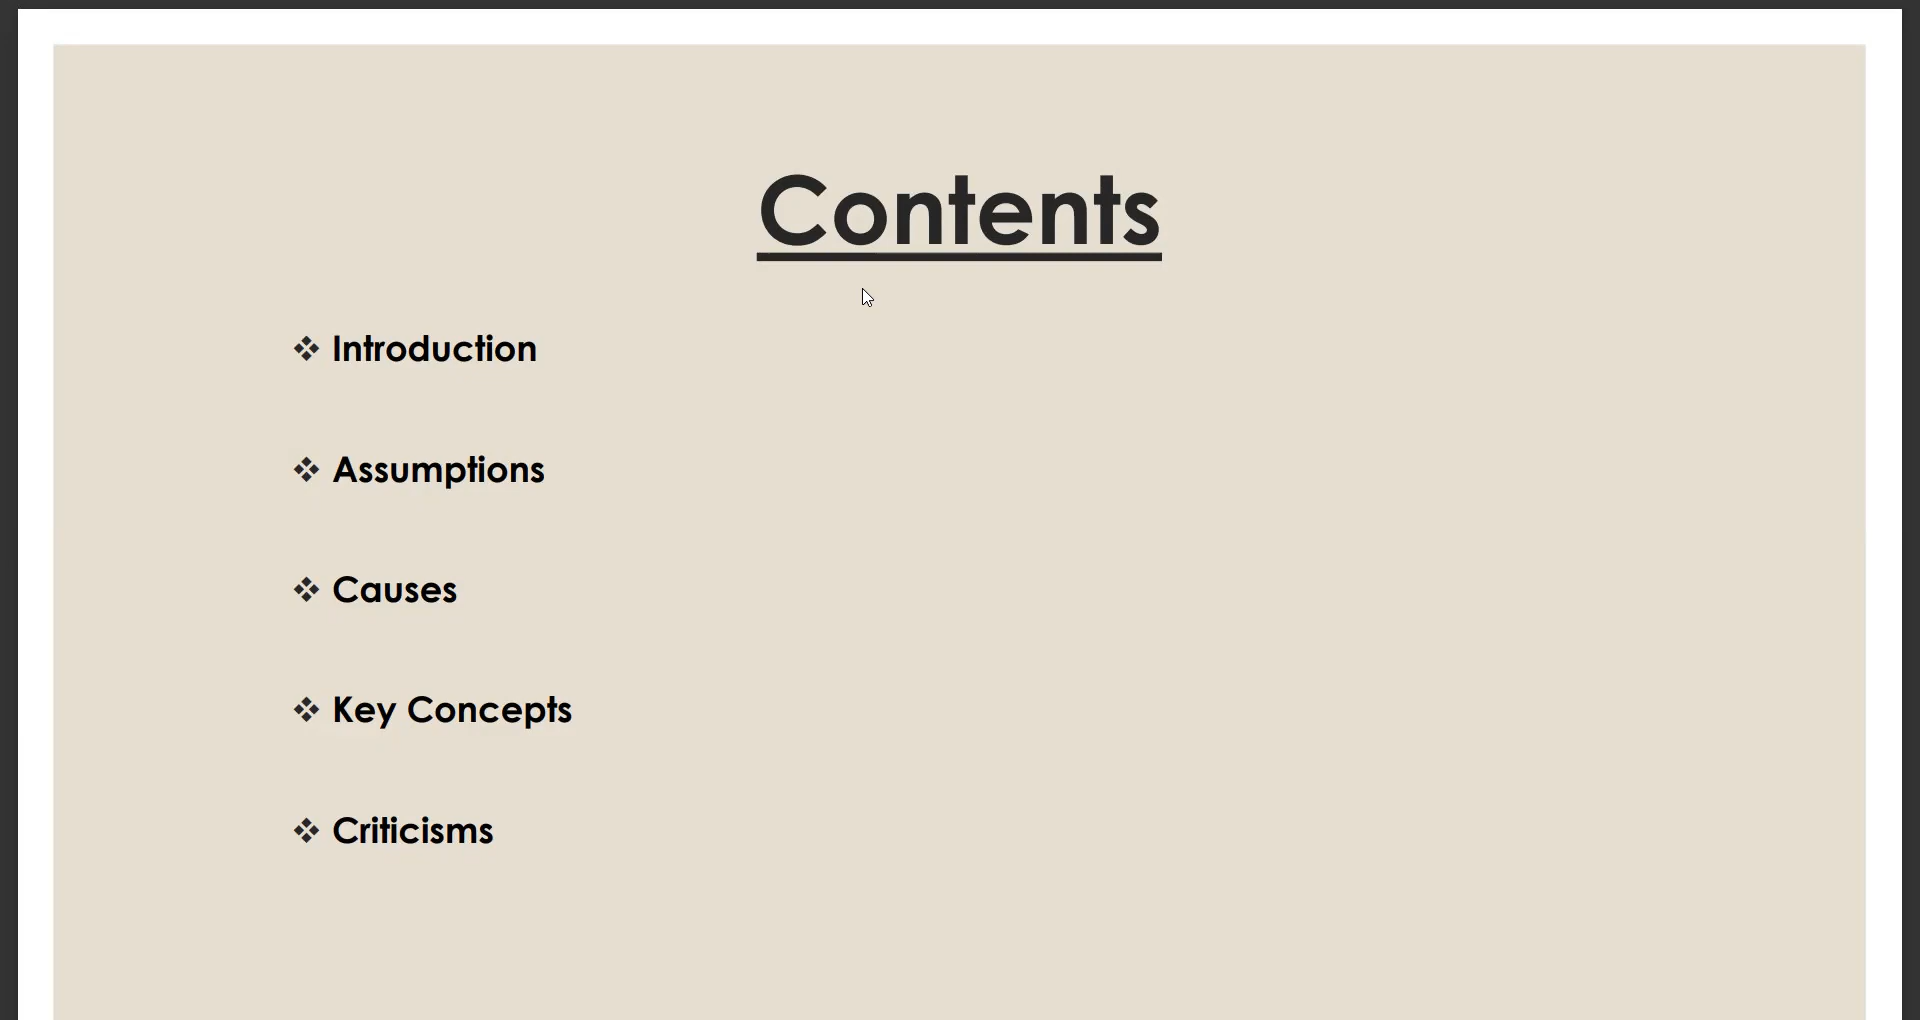 Contents
❖ Introduction
❖ Assumptions
❖ Causes
❖ Key Concepts
❖ Criticisms